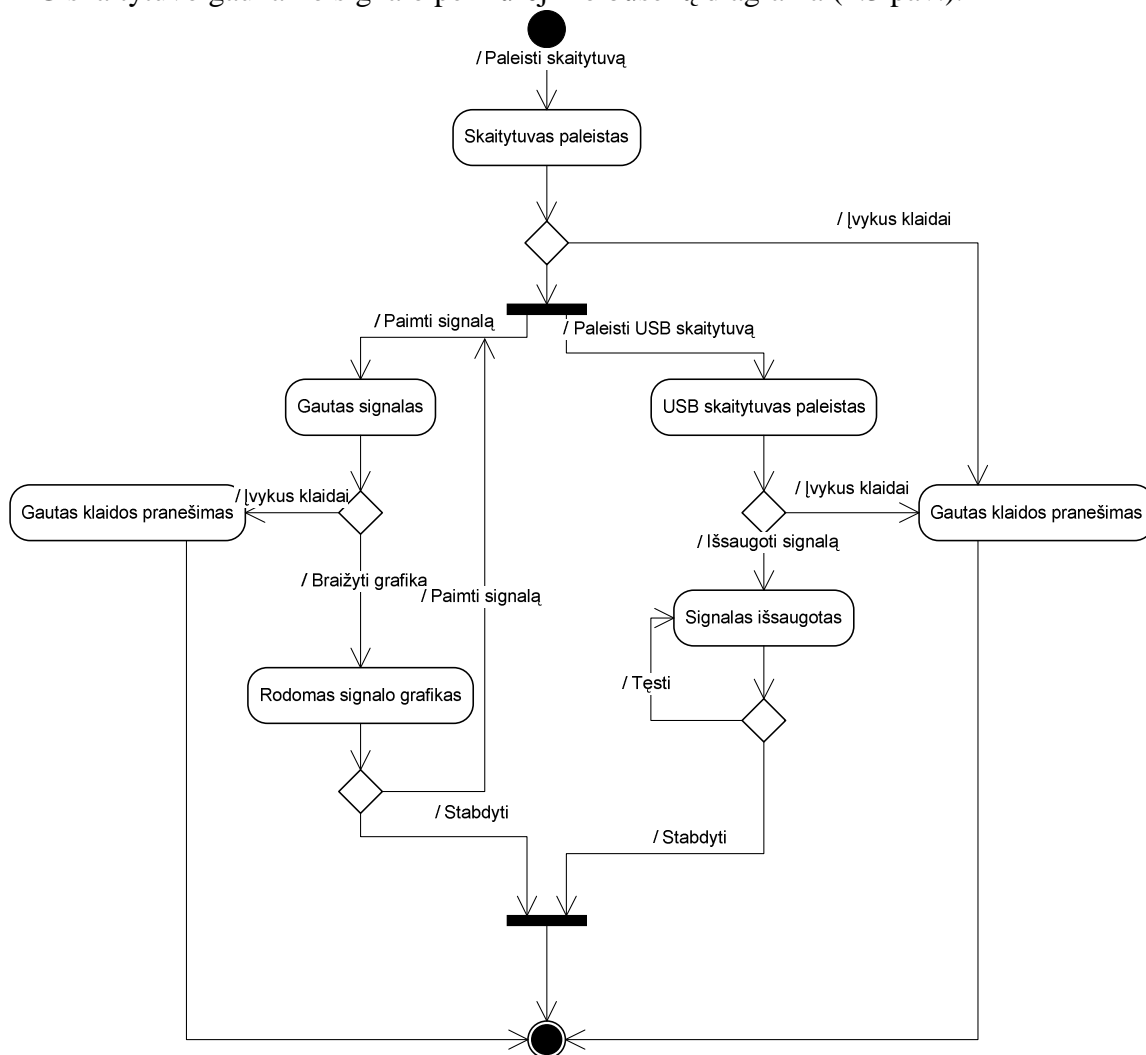 / Paleisti skaitytuvą
Skaitytuvas paleistas
/ Įvykus klaidai
/ Paimti signalą
/ Paleisti USB skaitytuvą
Gautas signalas
USB skaitytuvas paleistas
/ Įvykus klaidai
/ Įvykus klaidai
Gautas klaidos pranešimas
Gautas klaidos pranešimas
/ Išsaugoti signalą
/ Braižyti grafika
/ Paimti signalą
Signalas išsaugotas
/ Tęsti
Rodomas signalo grafikas
/ Stabdyti
/ Stabdyti